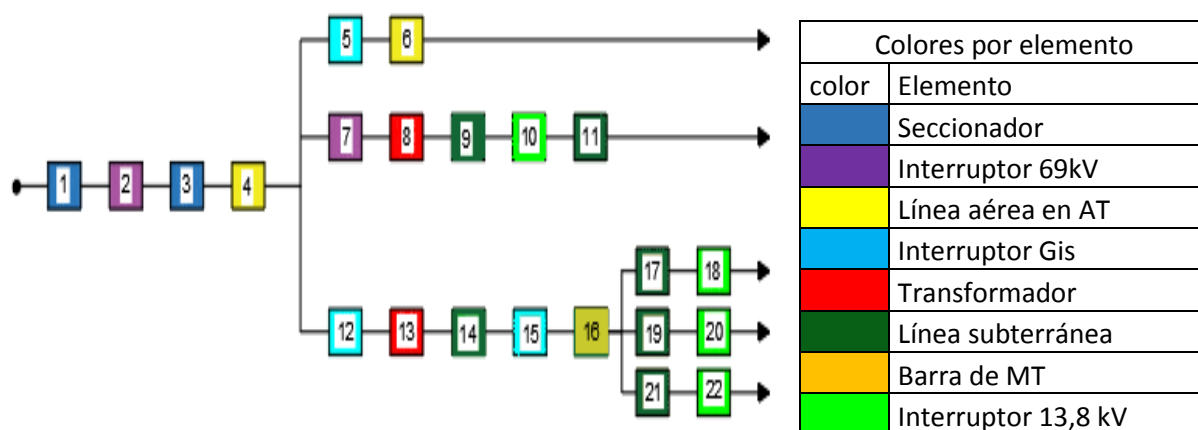 5 6
7 8 9 10 11
1 2 3 4
17 18
12 13 14 15 16 19 20
21 22
Colores por elemento
color Elemento
Seccionador
Interruptor 69kV
Línea aérea en AT
Interruptor Gis
Transformador
Línea subterránea
Barra de MT
Interruptor 13,8 kV